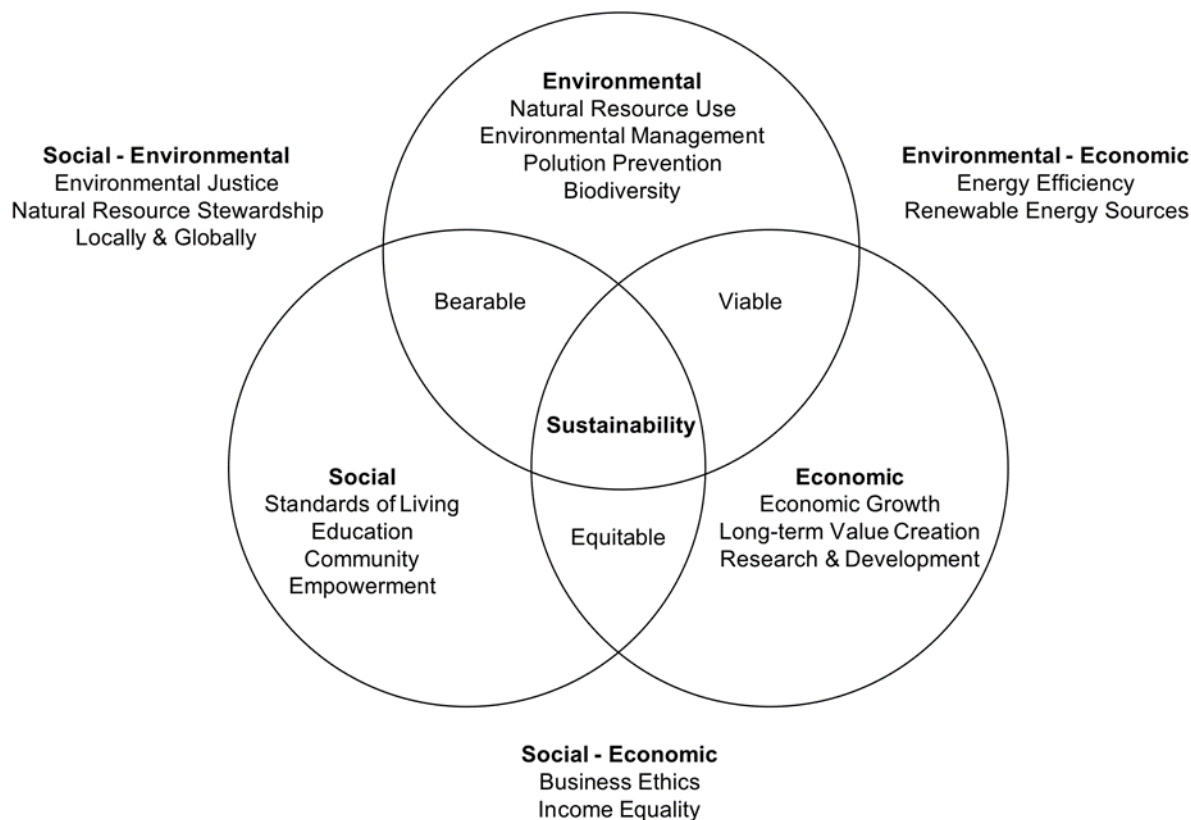 Environmental
Natural Resource Use
Environmental Management
Polution Prevention
Biodiversity
Social - Environmental
Environmental Justice
Natural Resource Stewardship
Locally & Globally
Environmental - Economic
Energy Efficiency
Renewable Energy Sources
Bearable
Viable
Sustainability
Social
Standards of Living
Education
Community
Empowerment
Equitable
Economic
Economic Growth
Long-term Value Creation
Research & Development
Social - Economic
Business Ethics
Income Equality